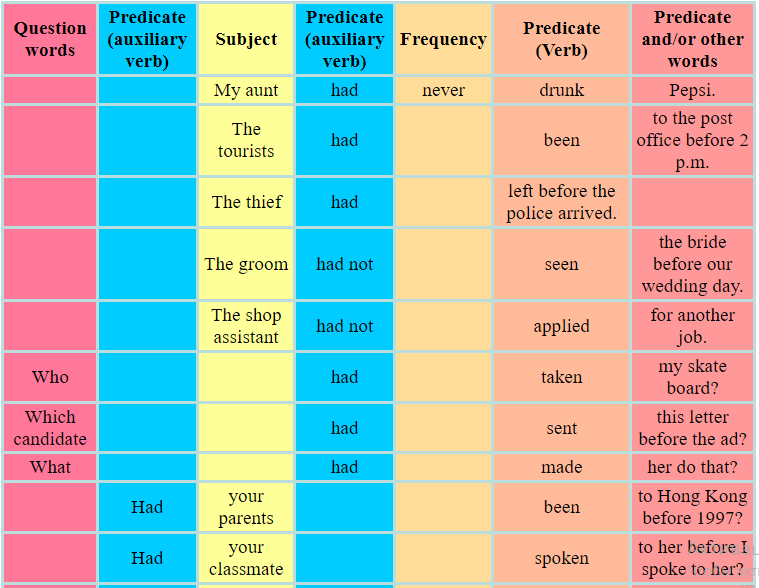 Question words Predicate (auxiliary verb) Subject Predicate (auxiliary verb) Frequency Predicate (Verb) Predicate and/or other words
My aunt had never drunk Pepsi.
The tourists had been to the post office before 2 p.m.
The thief had left before the police arrived.
The groom had not seen the bride before our wedding day.
The shop assistant had not applied for another job.
Who had taken my skate board?
Which candidate had sent this letter before the ad?
What had made her do that?
Had your parents been to Hong Kong before 1997?
Had your classmate spoken to her before I spoke to her?